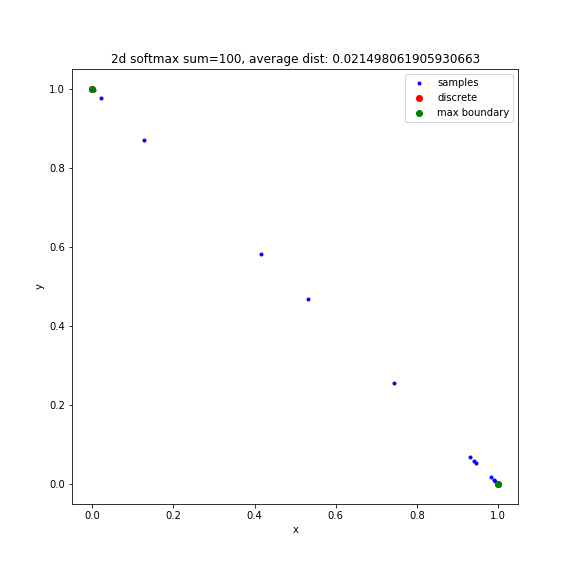 2d softmax sum=100, average dist: 0.021498061905930663
samples
discrete
max boundary
1.0
0.8
0.6
0.4
0.2
0.0
y
0.0 0.2 0.4 0.6 0.8 1.0
x